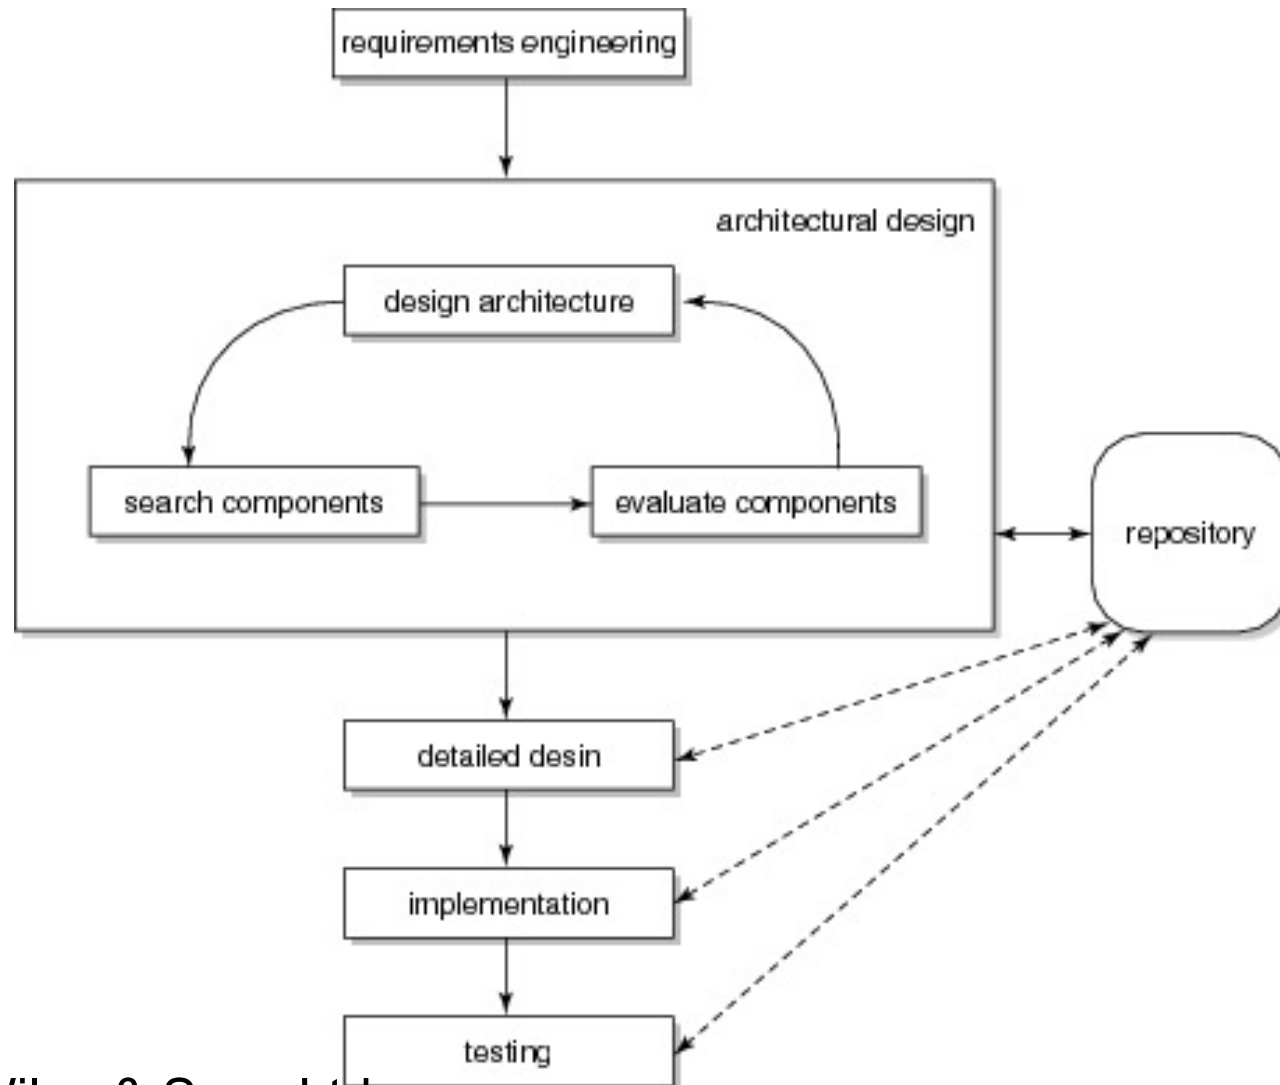 requirements engineering
architectural design
design architecture
search components
evaluate components
repository
detailed desin
implementation
testing